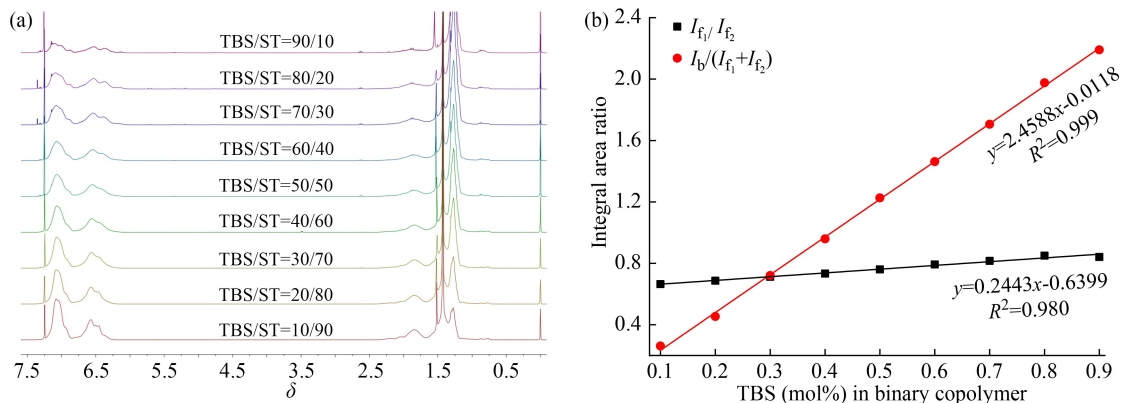 (a)
TBS/ST=90/10
TBS/ST=80/20
TBS/ST=70/30
TBS/ST=60/40
TBS/ST=50/50
TBS/ST=40/60
TBS/ST=30/70
TBS/ST=20/80
TBS/ST=10/90
7.5 6.5 5.5 4.5 3.5 2.5 1.5 0.5
δ
(b)
Integral area ratio
2.4
2.0
1.6
1.2
0.8
0.4
I_f₁/I_f₂
I_b/(I_f₁+I_f₂)
y=2.4588x-0.0118
R²=0.999
y=0.2443x-0.6399
R²=0.980
0.1 0.2 0.3 0.4 0.5 0.6 0.7 0.8 0.9
TBS (mol%) in binary copolymer